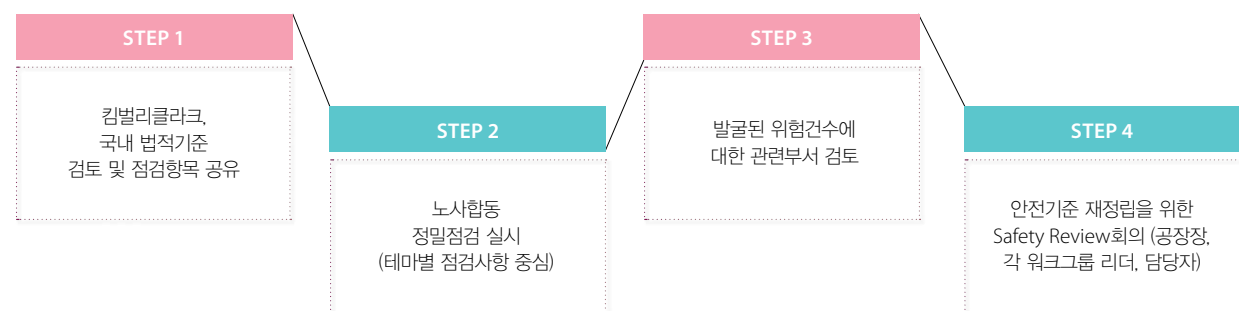 STEP 1
킴벌리클라크,
국내 법적기준
검토 및 점검항목 공유
STEP 2
노사합동
정밀점검 실시
(테마별 점검사항 중심)
STEP 3
발굴된 위험건수에
대한 관련부서 검토
STEP 4
안전기준 재정립을 위한
Safety Review회의 (공장장,
각 워크그룹 리더, 담당자)